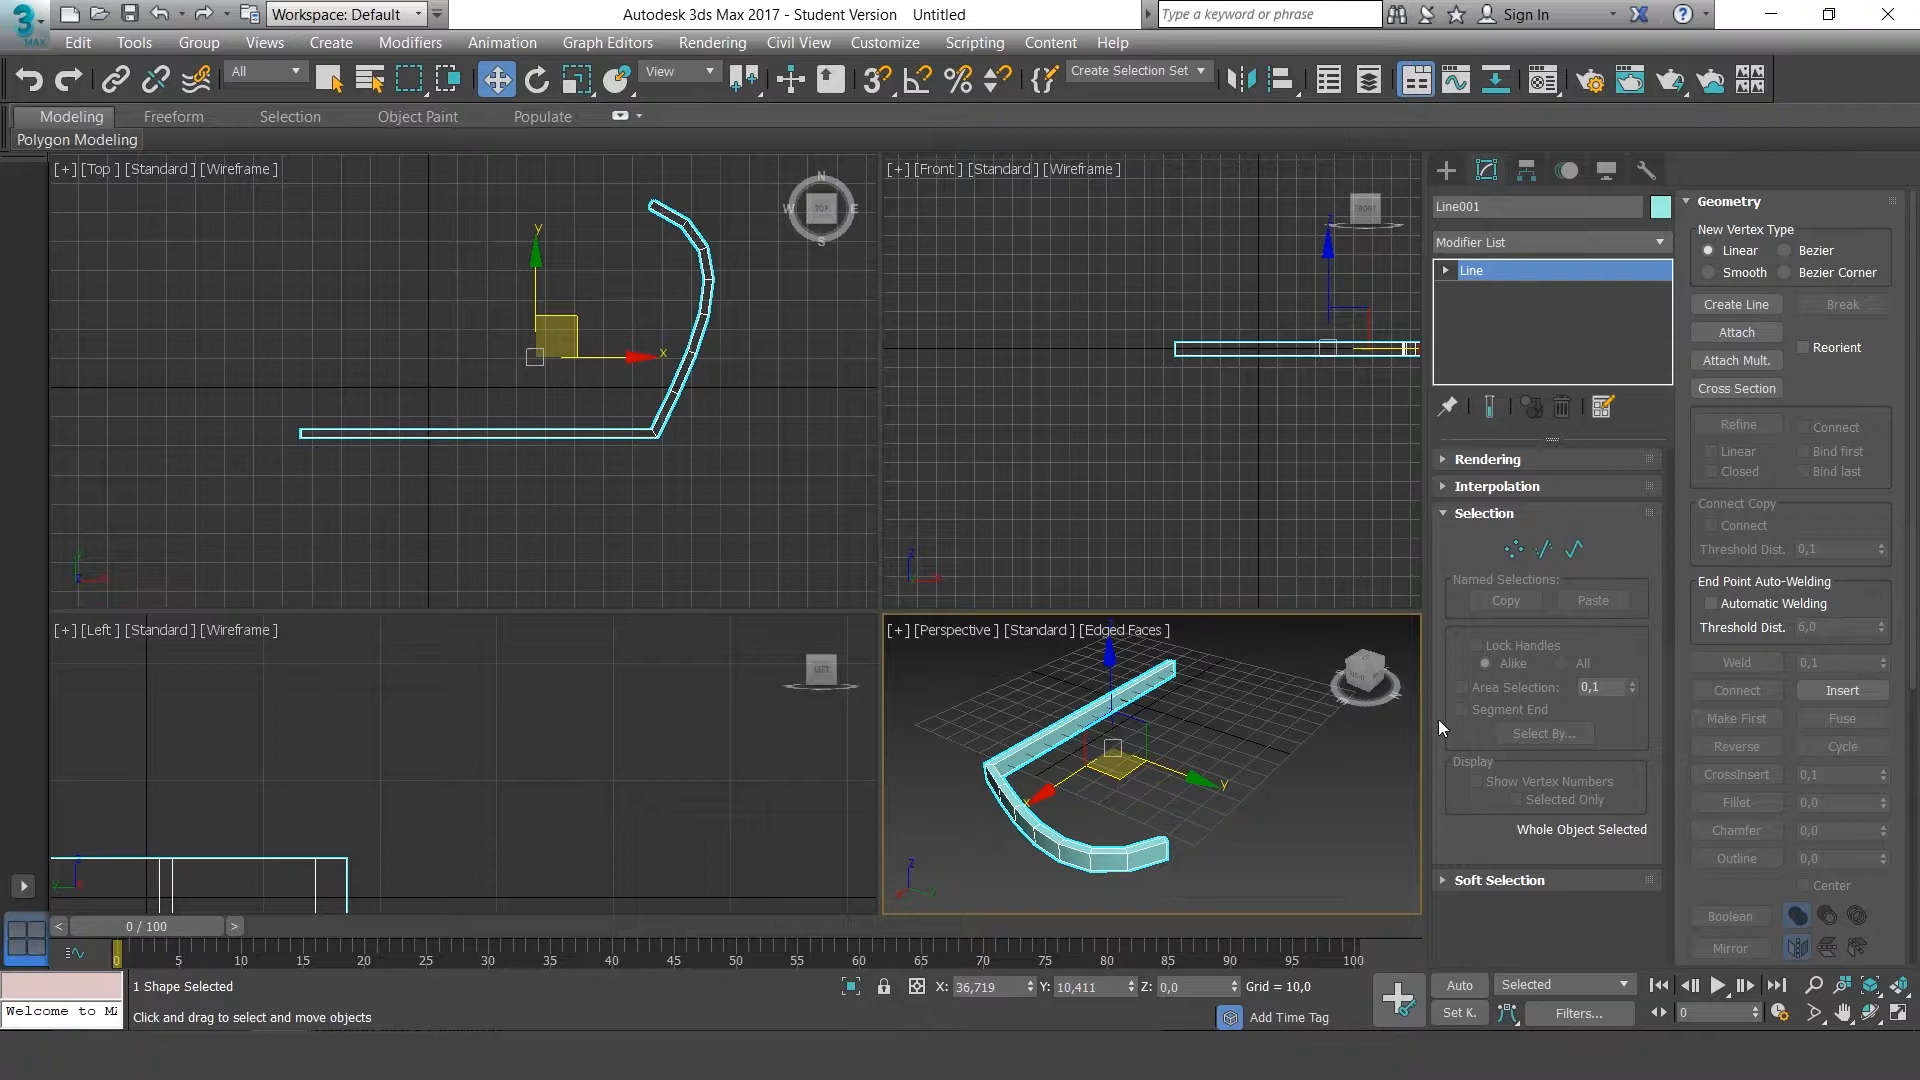 3
MAX
Workspace: Default
Autodesk 3ds Max 2017 - Student Version    Untitled
Type a keyword or phrase
Sign In
Edit
Tools
Group
Views
Create
Modifiers
Animation
Graph Editors
Rendering
Civil View
Customize
Scripting
Content
Help
All
View
Create Selection Set
Modeling
Freeform
Selection
Object Paint
Populate
Polygon Modeling
[+] [Top ] [Standard ] [Wireframe ]
N
W
TOP
E
S
y
x
[+] [Front ] [Standard ] [Wireframe ]
FRONT
[+] [Left ] [Standard ] [Wireframe ]
LEFT
[+] [Perspective ] [Standard ] [Edged Faces ]
x
y
z
Line001
Modifier List
Line
Rendering
Interpolation
Selection
Named Selections:
Copy
Paste
Lock Handles
Alike
All
Area Selection:
0,1
Segment End
Select By...
Display
Show Vertex Numbers
Selected Only
Whole Object Selected
Soft Selection
Geometry
New Vertex Type
Linear
Bezier
Smooth
Bezier Corner
Create Line
Break
Attach
Reorient
Attach Mult.
Cross Section
Refine
Connect
Linear
Bind first
Closed
Bind last
Connect Copy
Connect
Threshold Dist.
0,1
End Point Auto-Welding
Automatic Welding
Threshold Dist.
6,0
Weld
0,1
Connect
Insert
Make First
Fuse
Reverse
Cycle
CrossInsert
0,1
Fillet
0,0
Chamfer
0,0
Outline
0,0
Center
Boolean
Mirror
<
0 / 100
>
0
5
10
15
20
25
30
35
40
45
50
55
60
65
70
75
80
85
90
95
100
1 Shape Selected
X: 36,719
Y: 10,411
Z: 0,0
Grid = 10,0
Auto
Selected
Welcome to MA
Click and drag to select and move objects
Add Time Tag
Set K.
Filters...
0